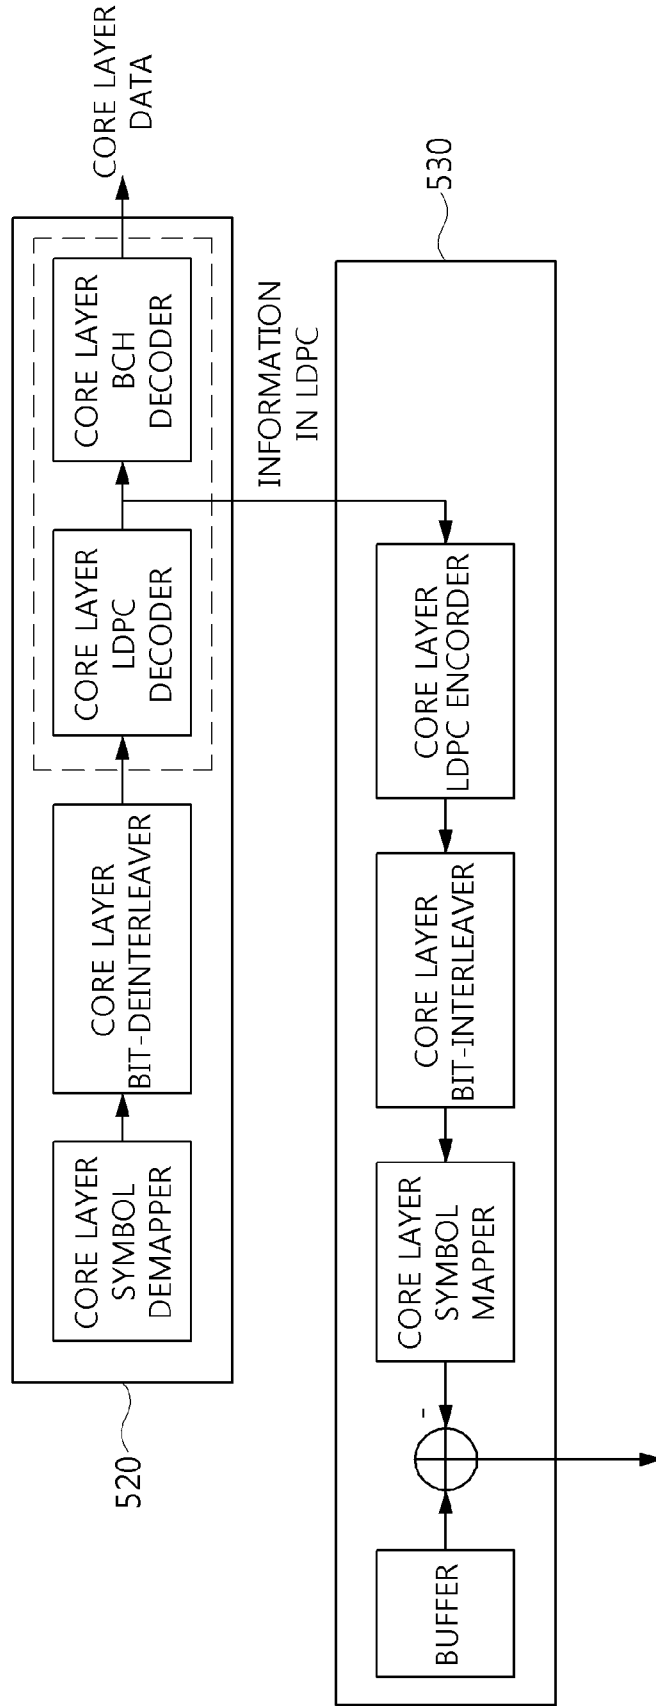 520
CORE LAYER
SYMBOL
DEMAPPER
CORE LAYER
BIT-DEINTERLEAVER
CORE LAYER
LDPC
DECODER
CORE LAYER
BCH
DECODER
CORE LAYER
DATA
INFORMATION
IN LDPC
530
BUFFER
-
CORE LAYER
SYMBOL
MAPPER
CORE LAYER
BIT-INTERLEAVER
CORE LAYER
LDPC ENCORDER